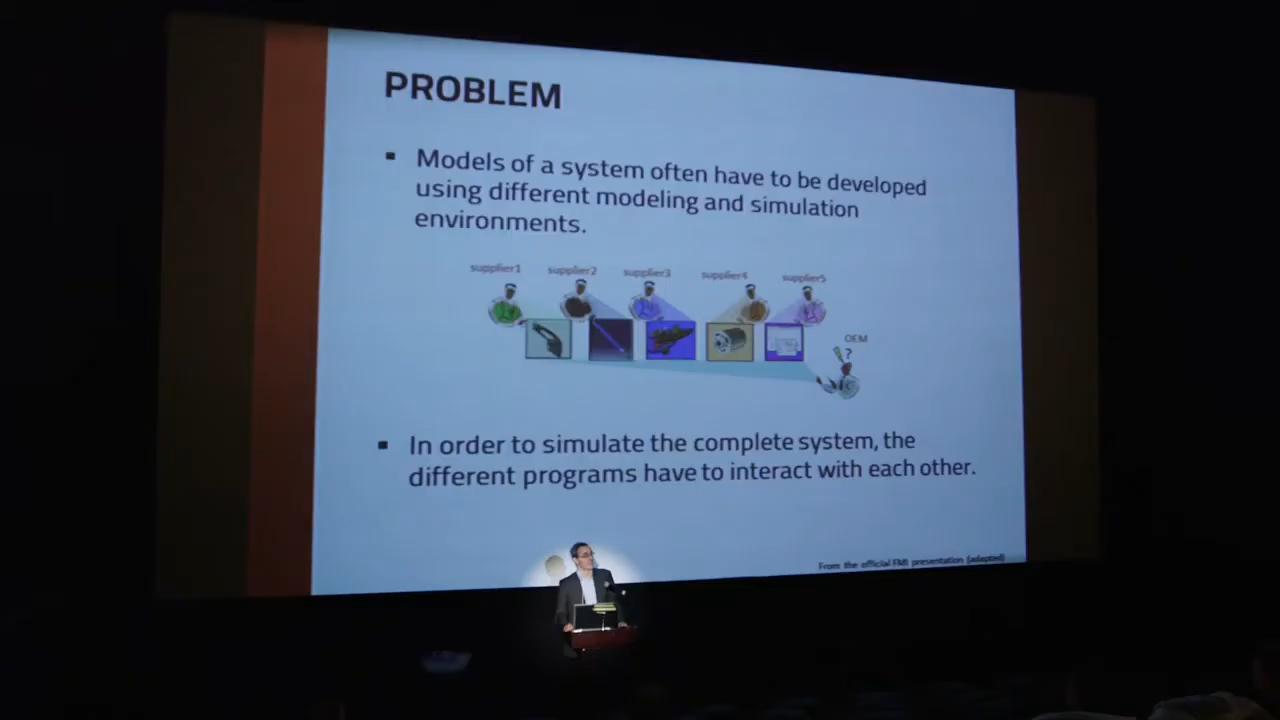 PROBLEM
▪ Models of a system often have to be developed
using different modeling and simulation
environments.
supplier1 supplier2 supplier3 supplier4 supplier5
OEM
?
▪ In order to simulate the complete system, the
different programs have to interact with each other.
From the official FMI presentation (adapted)